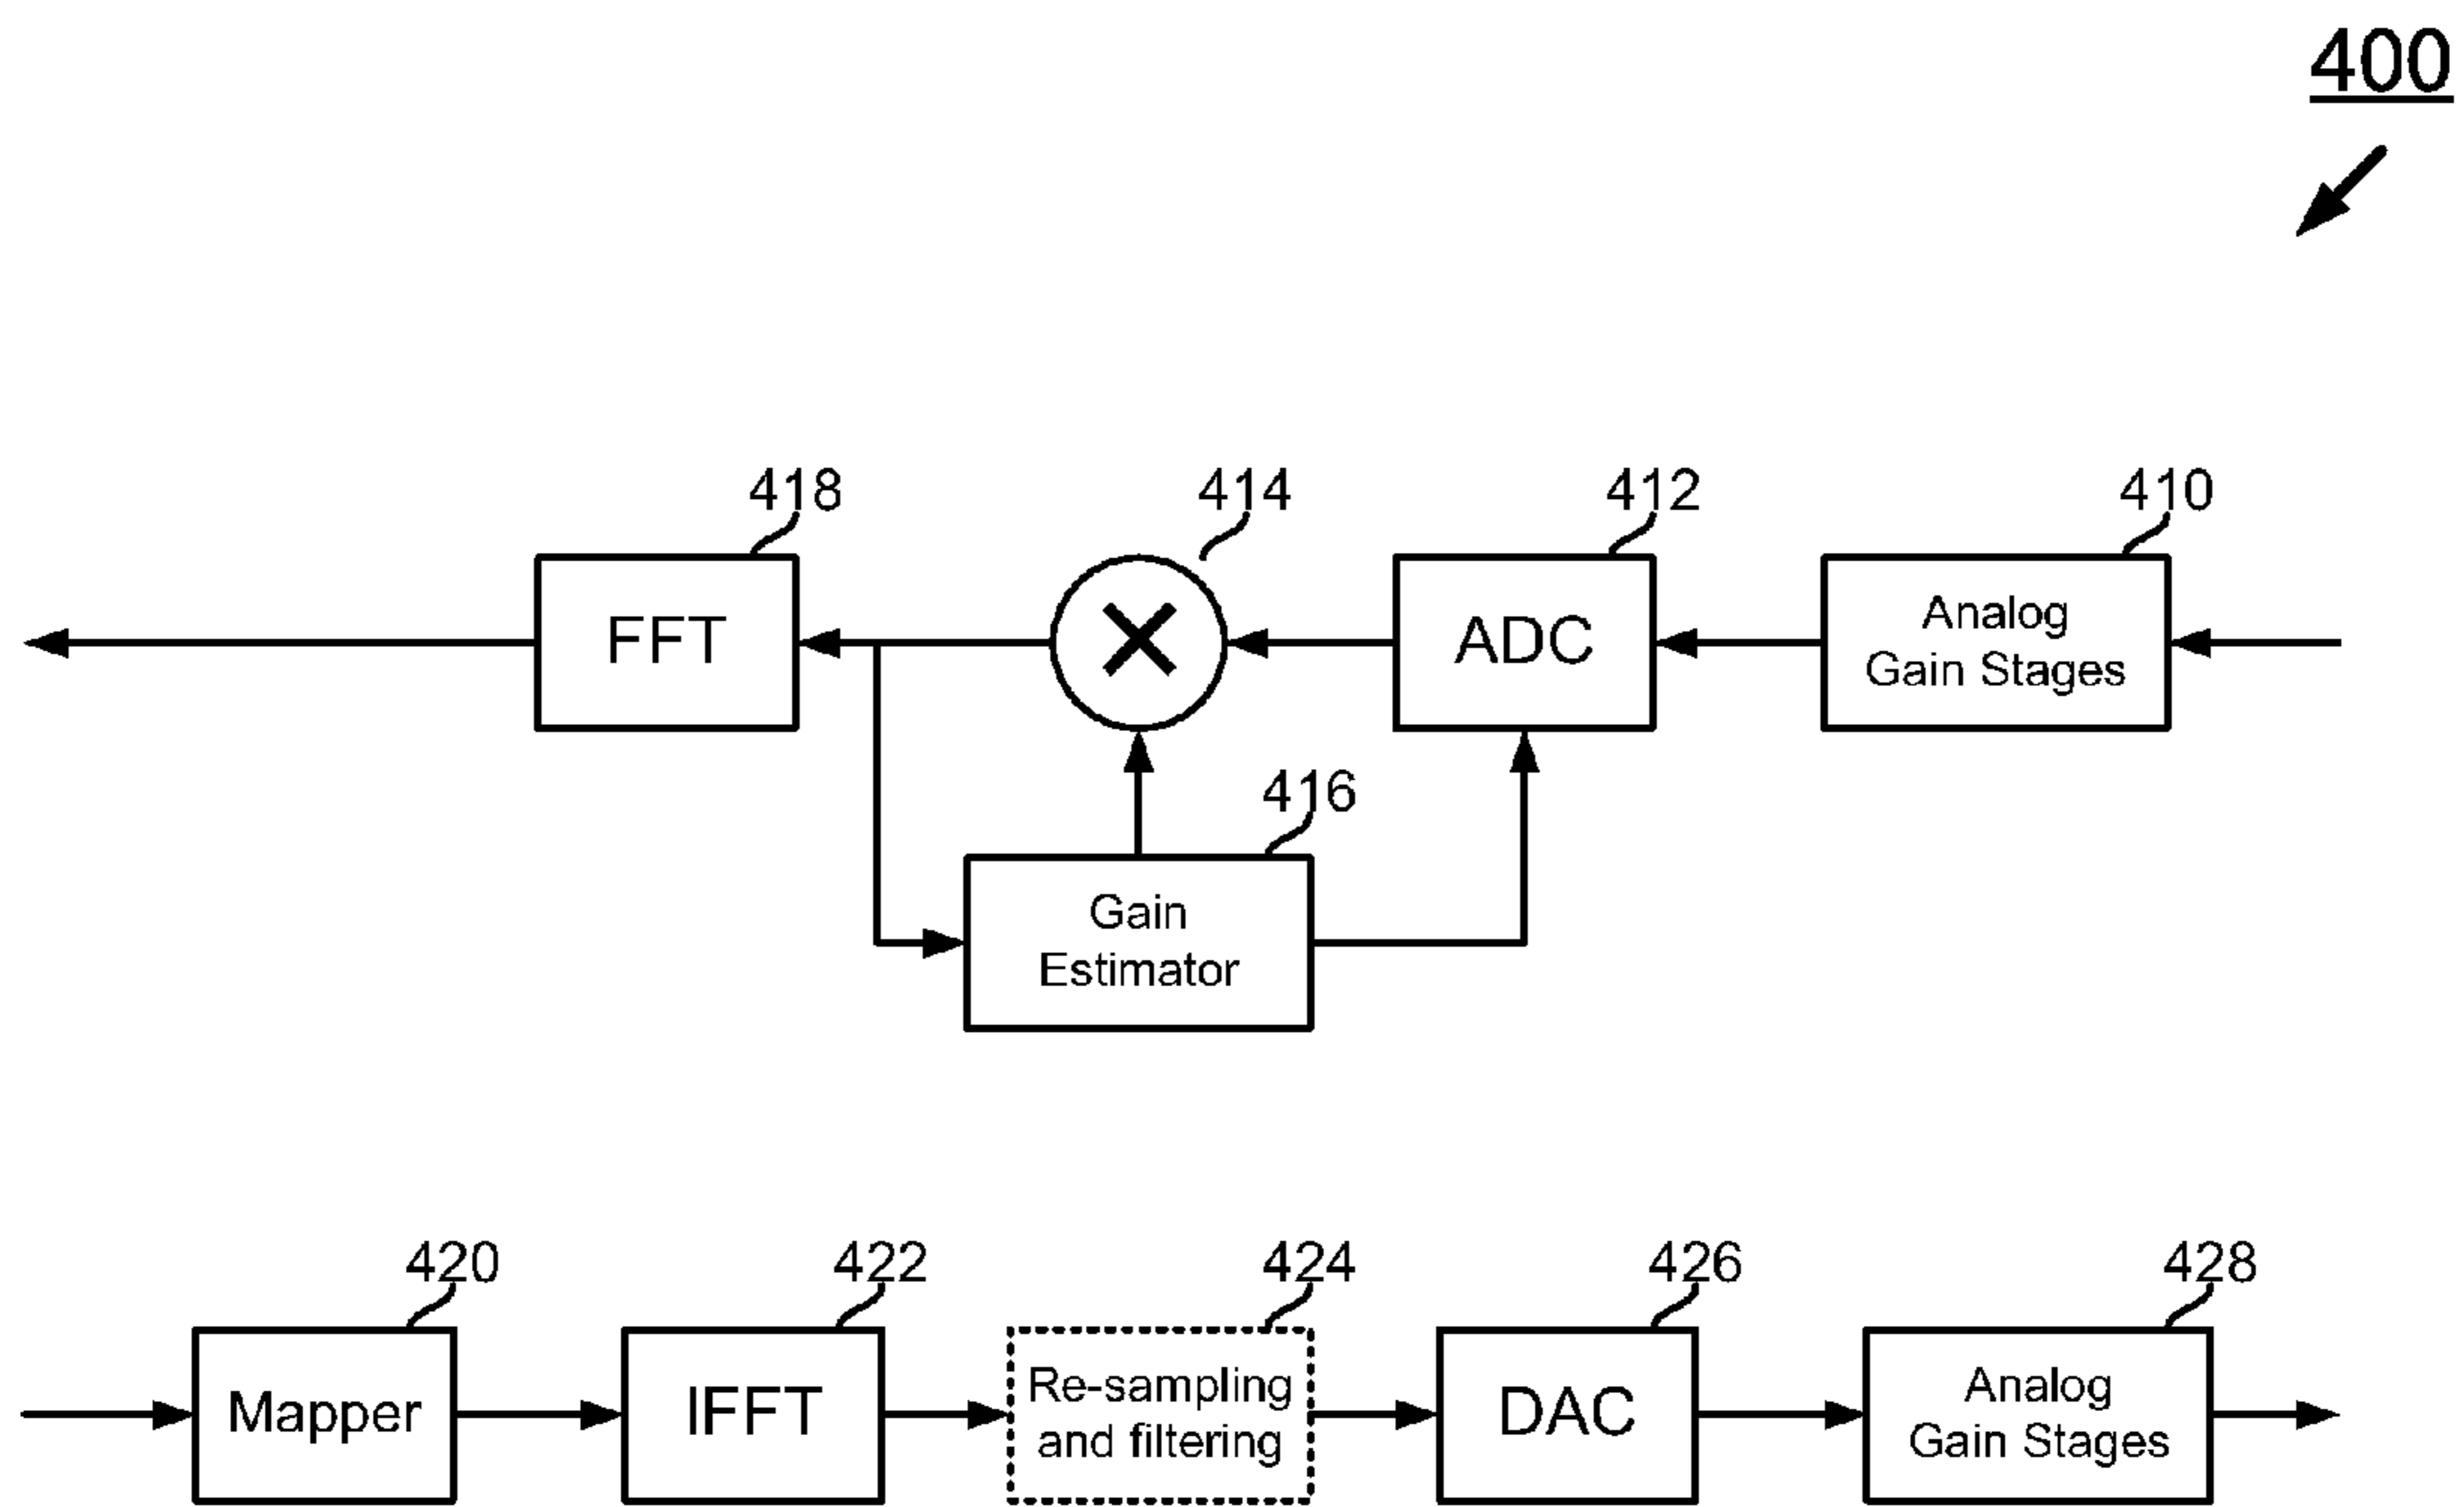 400
418
414
412
410
FFT
ADC
Analog
Gain Stages
416
Gain
Estimator
420
422
424
426
428
Mapper
IFFT
Re-sampling
and filtering
DAC
Analog
Gain Stages